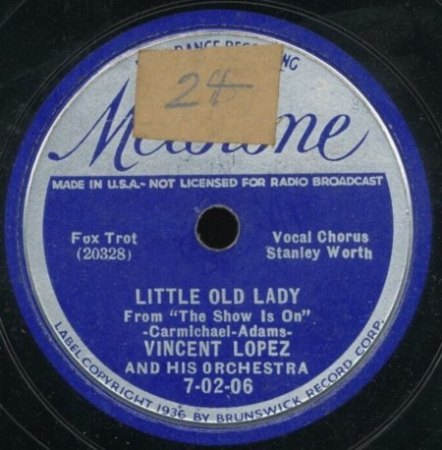 DANCE RECORDING
24
Melotone
MADE IN U.S.A.- NOT LICENSED FOR RADIO BROADCAST
Fox Trot
(20328)
Vocal Chorus
Stanley Worth
LITTLE OLD LADY
From "The Show Is On"
-Carmichael-Adams-
VINCENT LOPEZ
AND HIS ORCHESTRA
7-02-06
LABEL COPYRIGHT 1936 BY BRUNSWICK RECORD CORP.